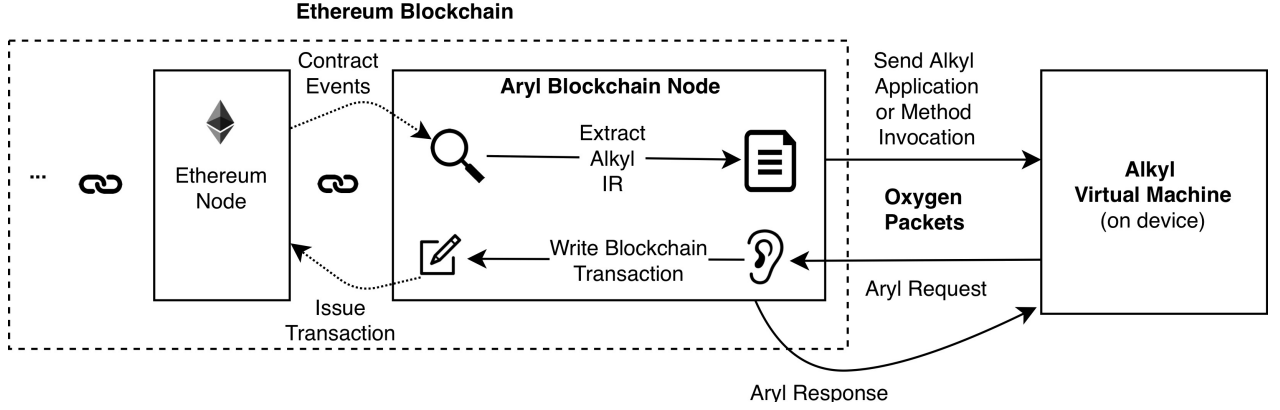 Ethereum Blockchain
Contract
Events
Aryl Blockchain Node
Send Alkyl
Application
or Method
Invocation
Extract
Alkyl
IR
...
Ethereum
Node
Alkyl
Virtual Machine
(on device)
Oxygen
Packets
Write Blockchain
Transaction
Aryl Request
Issue
Transaction
Aryl Response